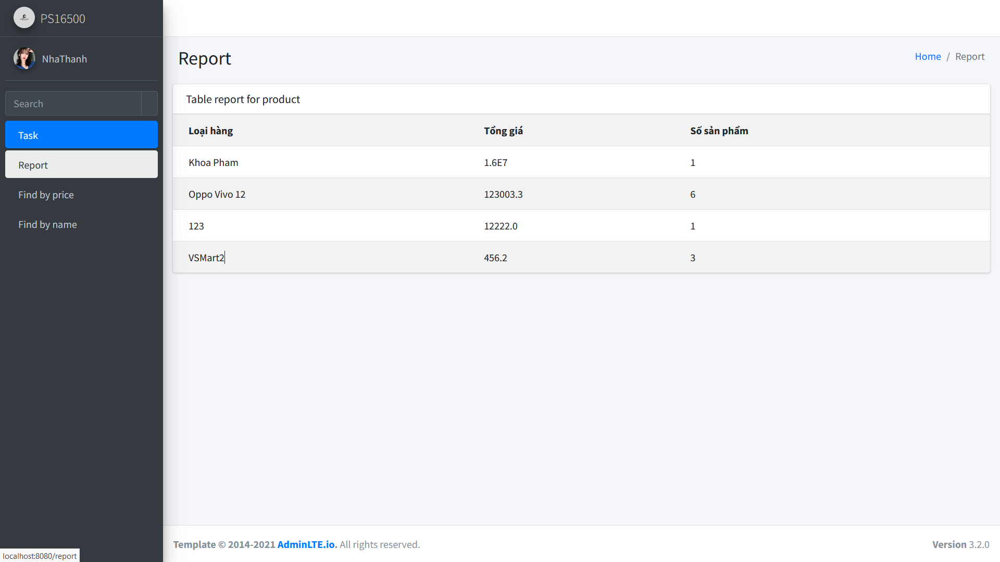 PS16500
NhaThanh
Search
Task
Report
Find by price
Find by name
Report
Home / Report
Table report for product
Loại hàng Tổng giá Số sản phẩm
Khoa Pham 1.6E7 1
Oppo Vivo 12 123003.3 6
123 12222.0 1
VSMart2 456.2 3
Template © 2014-2021 AdminLTE.io. All rights reserved.
Version 3.2.0
localhost:8080/report